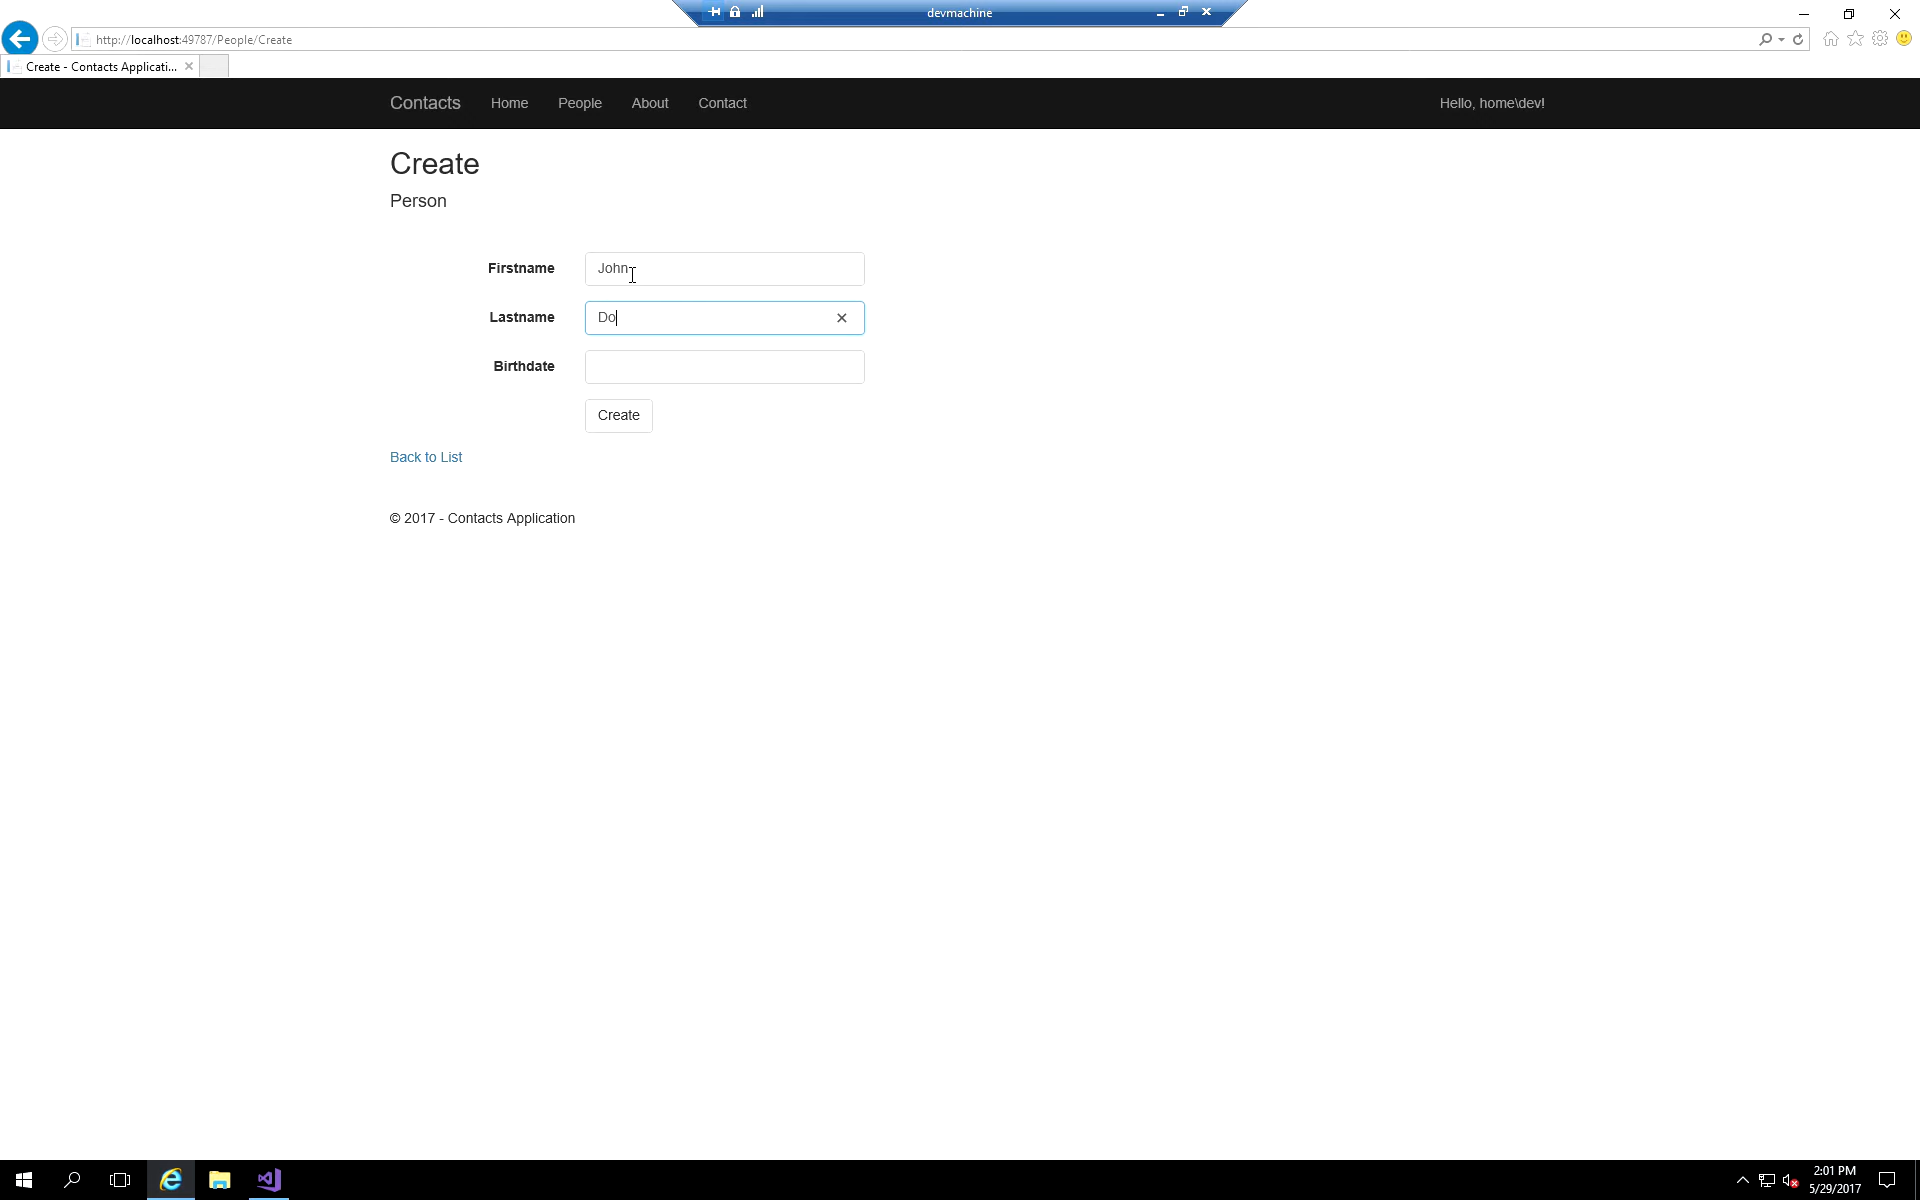 devmachine
http://localhost:49787/People/Create
Create - Contacts Applicati...
Contacts Home People About Contact Hello, home\dev!
Create
Person
Firstname John
Lastname Do
Birthdate
Create
Back to List
© 2017 - Contacts Application
2:01 PM
5/29/2017